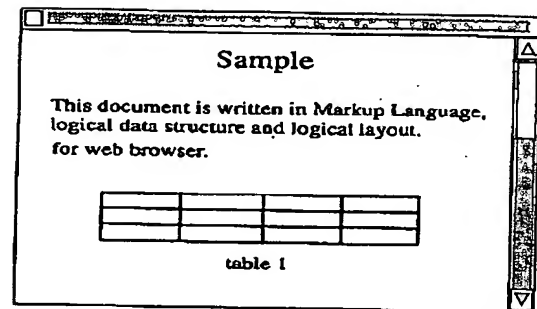 Sample
This document is written in Markup Language,
logical data structure and logical layout.
for web browser.
table 1